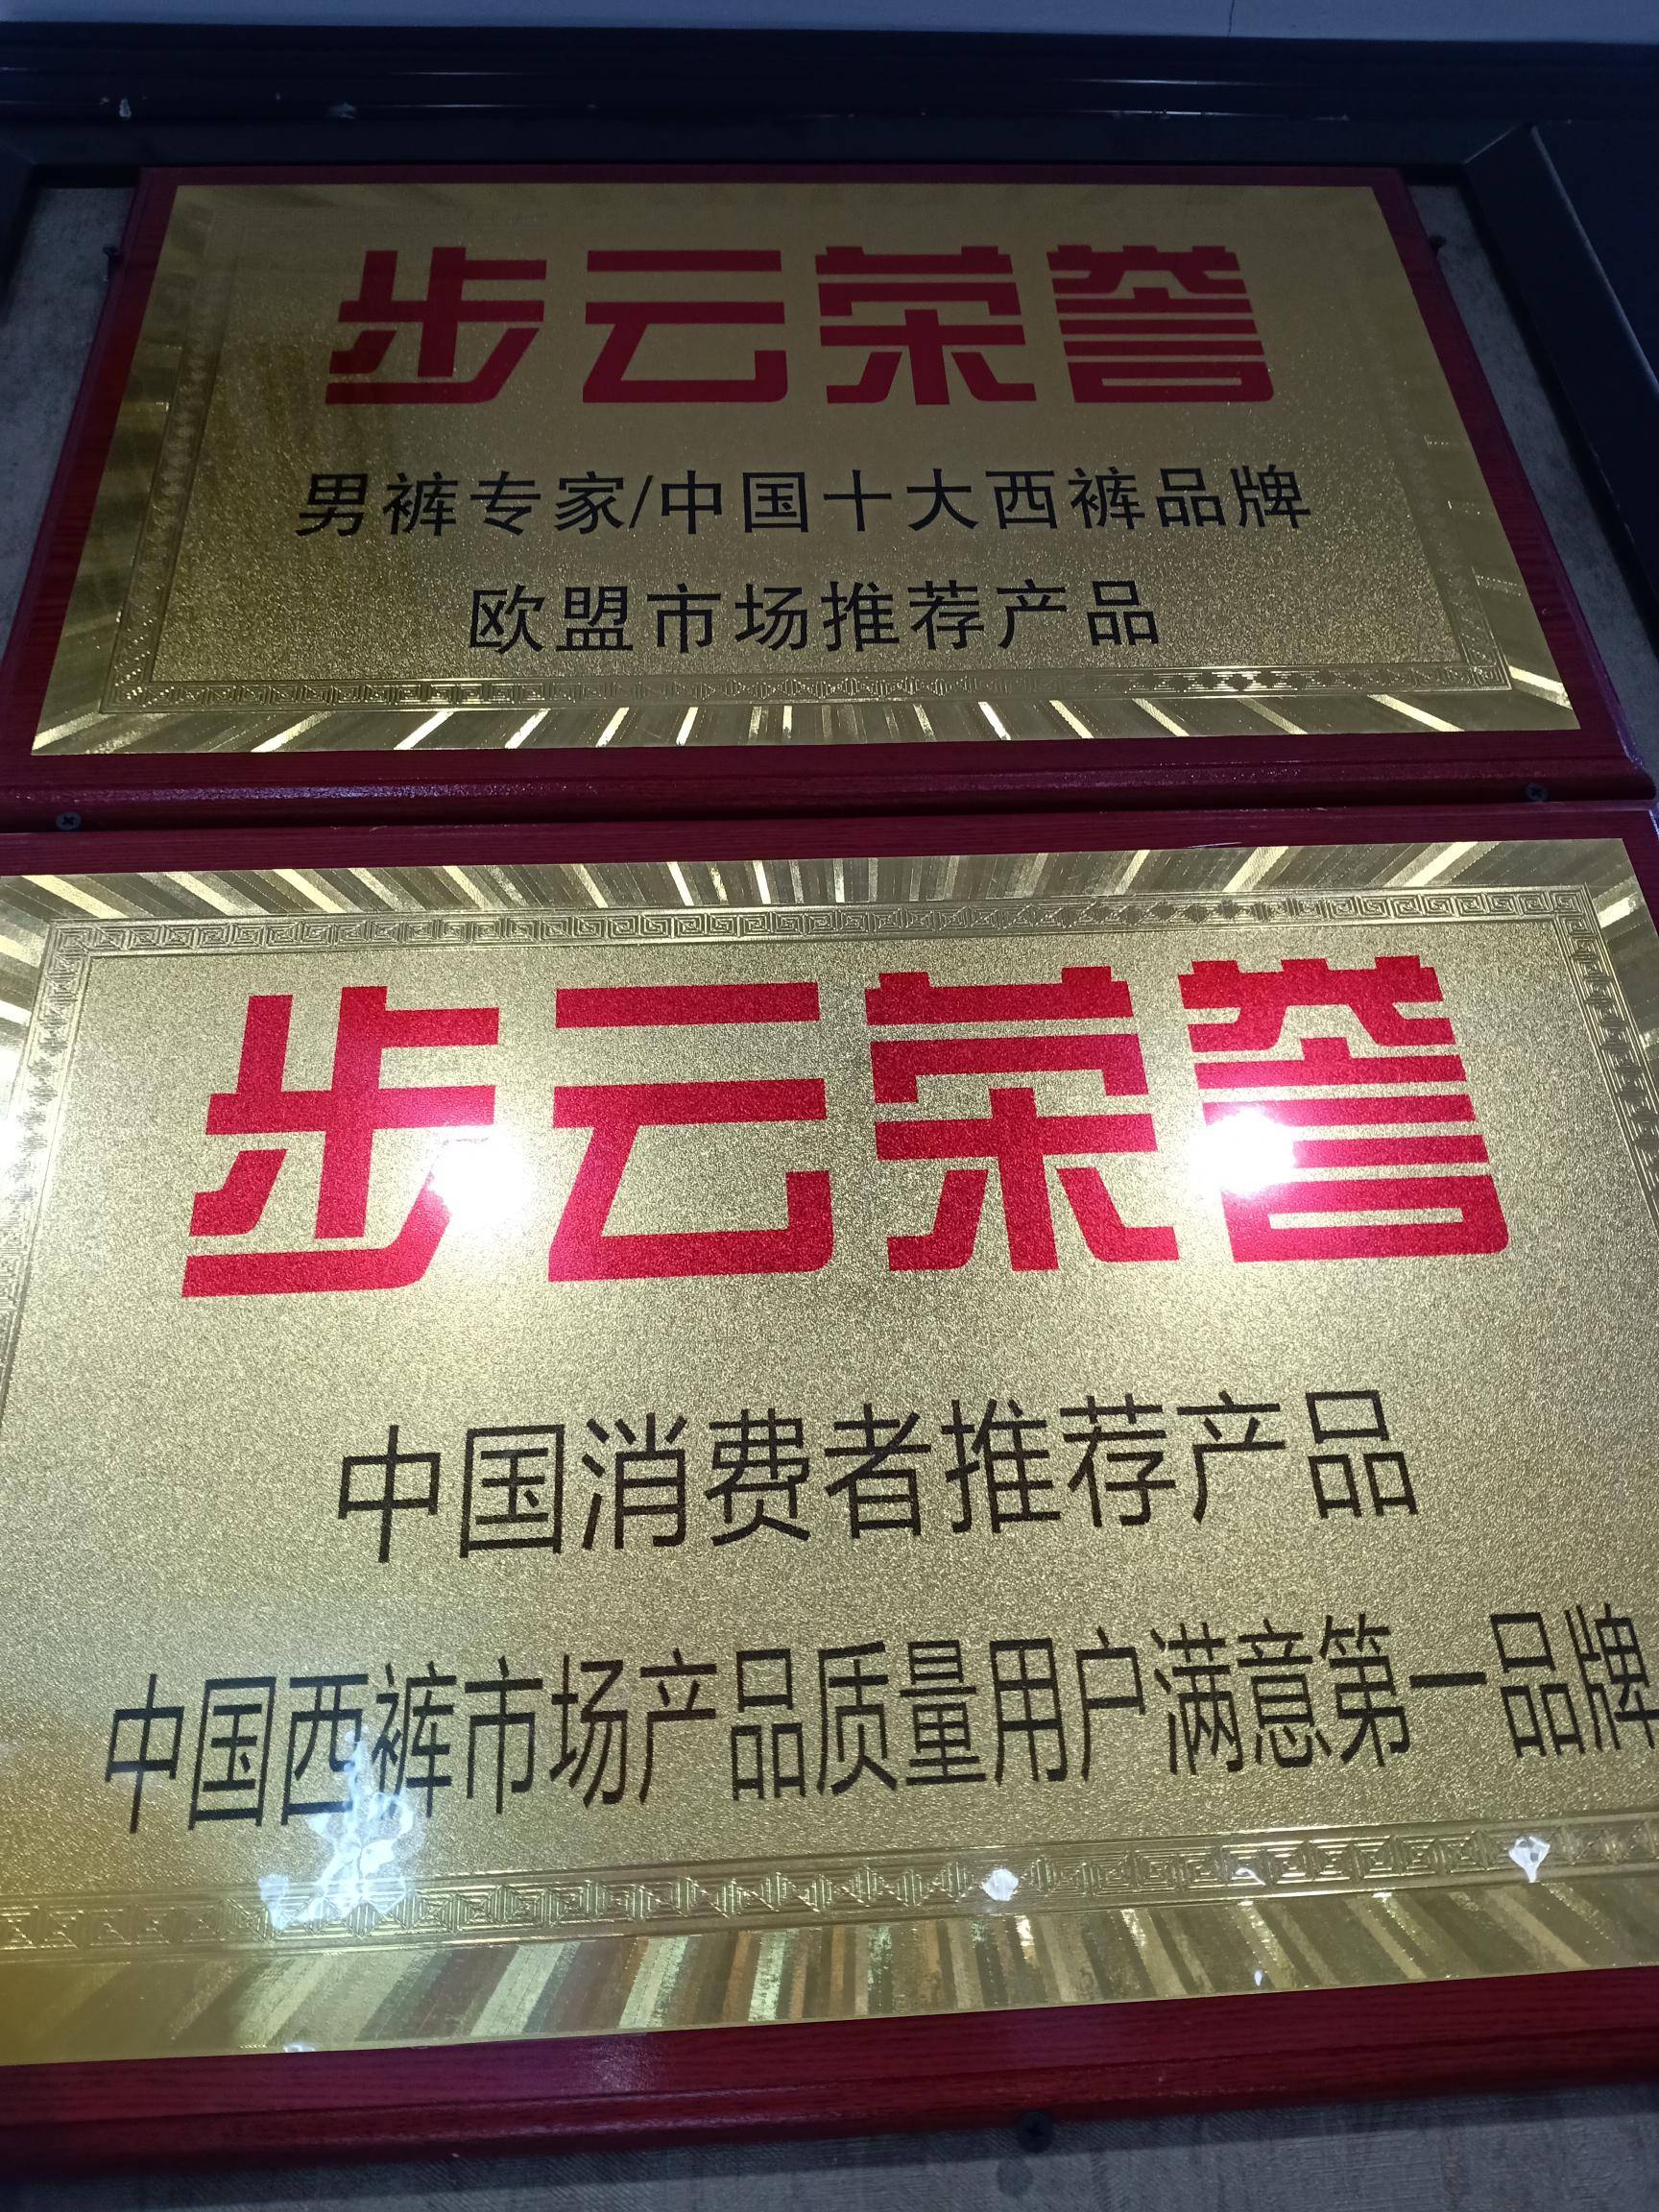 步云荣誉
男裤专家/中国十大西裤品牌
欧盟市场推荐产品
步云荣誉
中国消费者推荐产品
中国西裤市场产品质量用户满意第一品牌